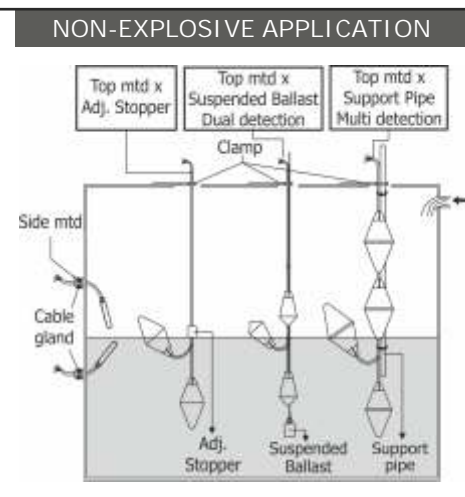 NON-EXPLOSIVE APPLICATION
Top mtd x
Adj. Stopper
Top mtd x
Suspended Ballast
Dual detection
Top mtd x
Support Pipe
Multi detection
Clamp
Side mtd
Cable
gland
Adj.
Stopper
Suspended
Ballast
Support
pipe